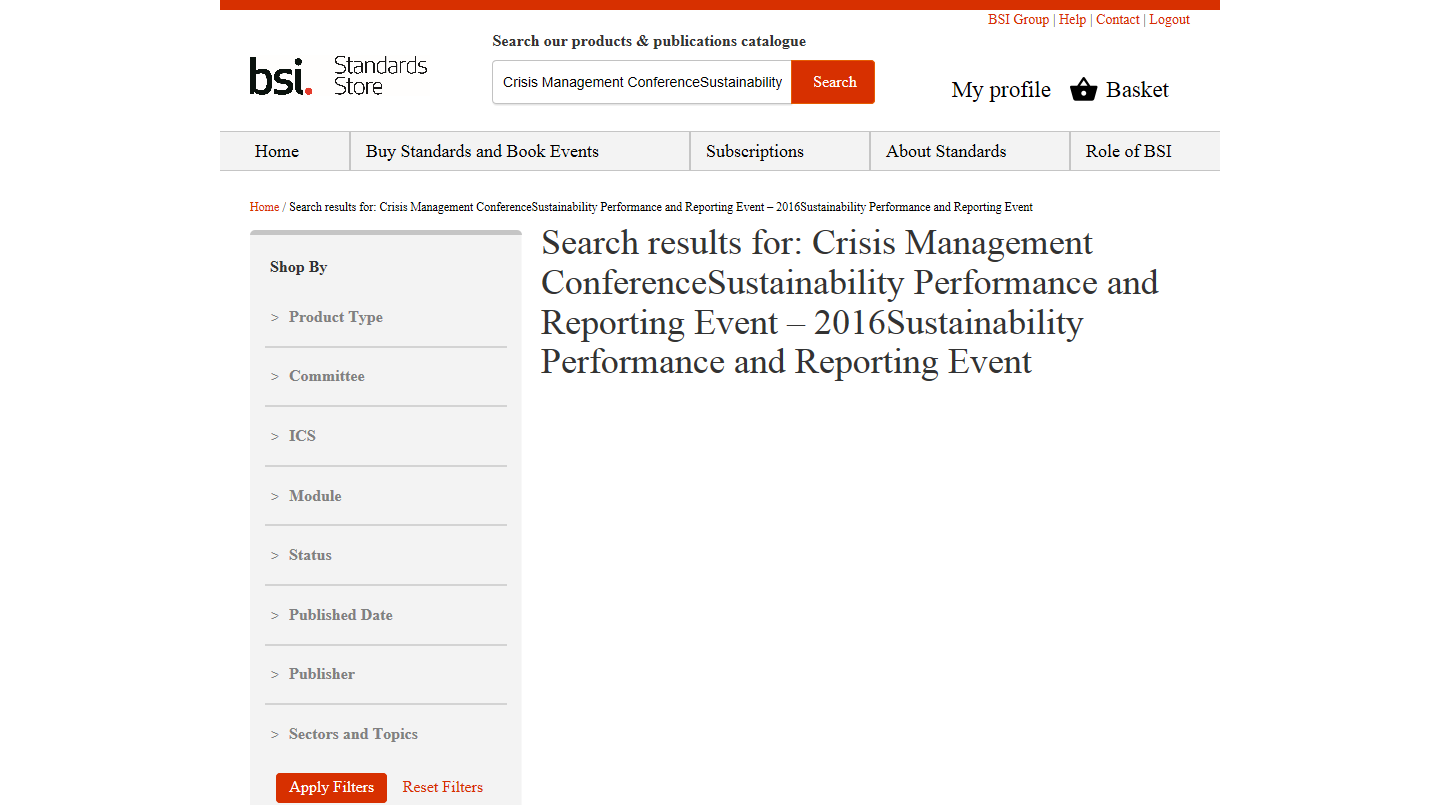 BSI Group | Help | Contact | Logout
Search our products & publications catalogue
bsi. Standards Store
Crisis Management ConferenceSustainability
Search
My profile
Basket
Home
Buy Standards and Book Events
Subscriptions
About Standards
Role of BSI
Home / Search results for: Crisis Management ConferenceSustainability Performance and Reporting Event – 2016Sustainability Performance and Reporting Event
Shop By
> Product Type
> Committee
> ICS
> Module
> Status
> Published Date
> Publisher
> Sectors and Topics
Apply Filters
Reset Filters
Search results for: Crisis Management
ConferenceSustainability Performance and
Reporting Event – 2016Sustainability
Performance and Reporting Event